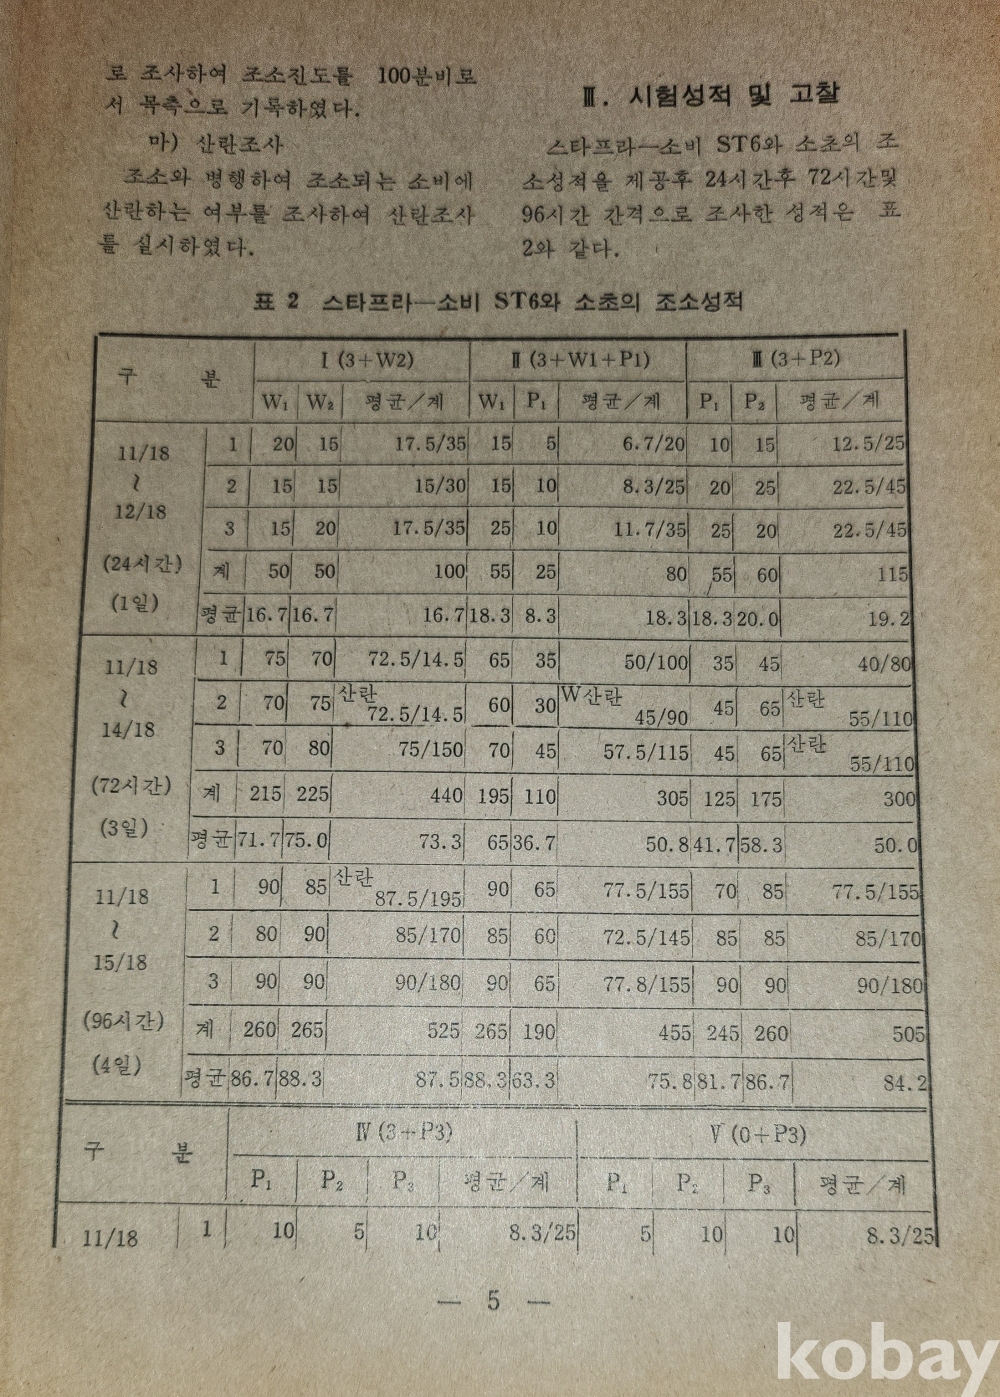 로 조사하여 조소진도를 100분비로
서 목측으로 기록하였다.
마) 산란조사
조소와 병행하여 조소되는 소비에
산란하는 여부를 조사하여 산란조사
를 실시하였다.
Ⅲ. 시험성적 및 고찰
스타프라—소비 ST6와 소초의 조
소성적을 제공후 24시간후 72시간및
96시간 간격으로 조사한 성적은 표
2와 같다.
표 2 스타프라—소비 ST6와 소초의 조소성적
구 분 Ⅰ(3+W2) Ⅱ(3+W1+P1) Ⅲ(3+P2)
W₁ W₂ 평균/계 W₁ P₁ 평균/계 P₁ P₂ 평균/계
11/18 ~ 12/18 (24시간) (1일)
1 20 15 17.5/35 15 5 6.7/20 10 15 12.5/25
2 15 15 15/30 15 10 8.3/25 20 25 22.5/45
3 15 20 17.5/35 25 10 11.7/35 25 20 22.5/45
계 50 50 100 55 25 80 55 60 115
평균 16.7 16.7 16.7 18.3 8.3 18.3 18.3 20.0 19.2
11/18 ~ 14/18 (72시간) (3일)
1 75 70 72.5/14.5 65 35 50/100 35 45 40/80
2 70 75 산란 72.5/14.5 60 30 W산란 45/90 45 65 산란 55/110
3 70 80 75/150 70 45 57.5/115 45 65 산란 55/110
계 215 225 440 195 110 305 125 175 300
평균 71.7 75.0 73.3 65 36.7 50.8 41.7 58.3 50.0
11/18 ~ 15/18 (96시간) (4일)
1 90 85 산란 87.5/195 90 65 77.5/155 70 85 77.5/155
2 80 90 85/170 85 60 72.5/145 85 85 85/170
3 90 90 90/180 90 65 77.8/155 90 90 90/180
계 260 265 525 265 190 455 245 260 505
평균 86.7 88.3 87.5 88.3 63.3 75.8 81.7 86.7 84.2
구 분 Ⅳ(3+P3) Ⅴ(0+P3)
P₁ P₂ P₃ 평균/계 P₁ P₂ P₃ 평균/계
11/18 1 10 5 10 8.3/25 5 10 10 8.3/25
— 5 —
kobay